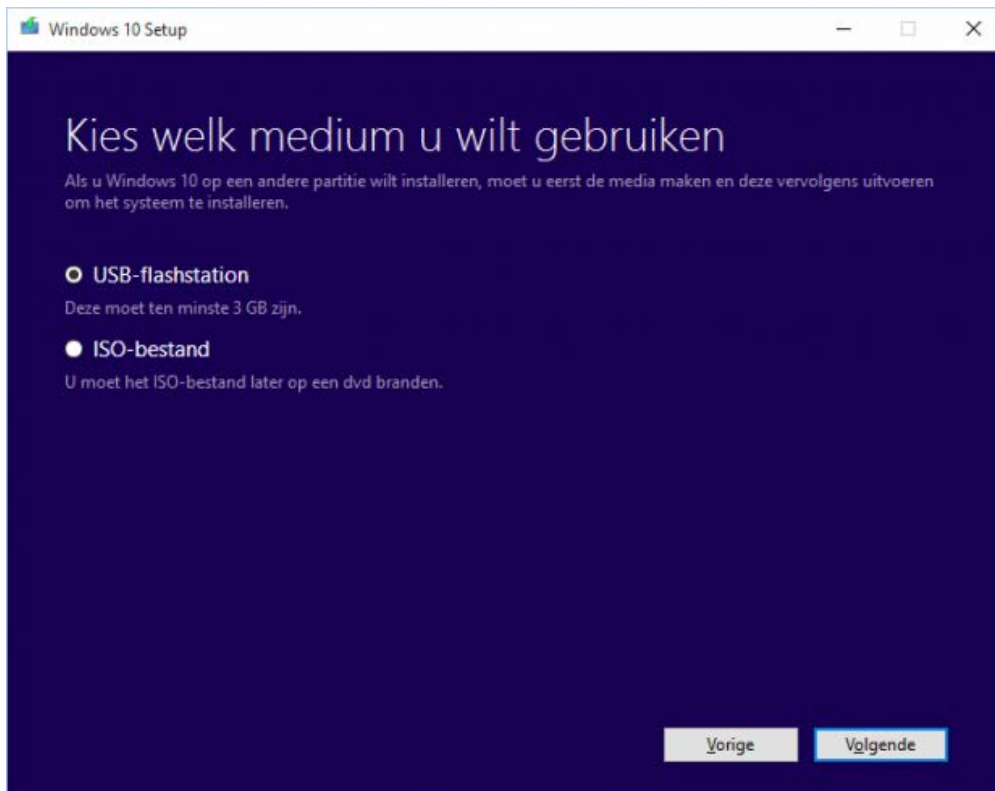 Windows 10 Setup
Kies welk medium u wilt gebruiken
Als u Windows 10 op een andere partitie wilt installeren, moet u eerst de media maken en deze vervolgens uitvoeren
om het systeem te installeren.
USB-flashstation
Deze moet ten minste 3 GB zijn.
ISO-bestand
U moet het ISO-bestand later op een dvd branden.
Vorige
Volgende